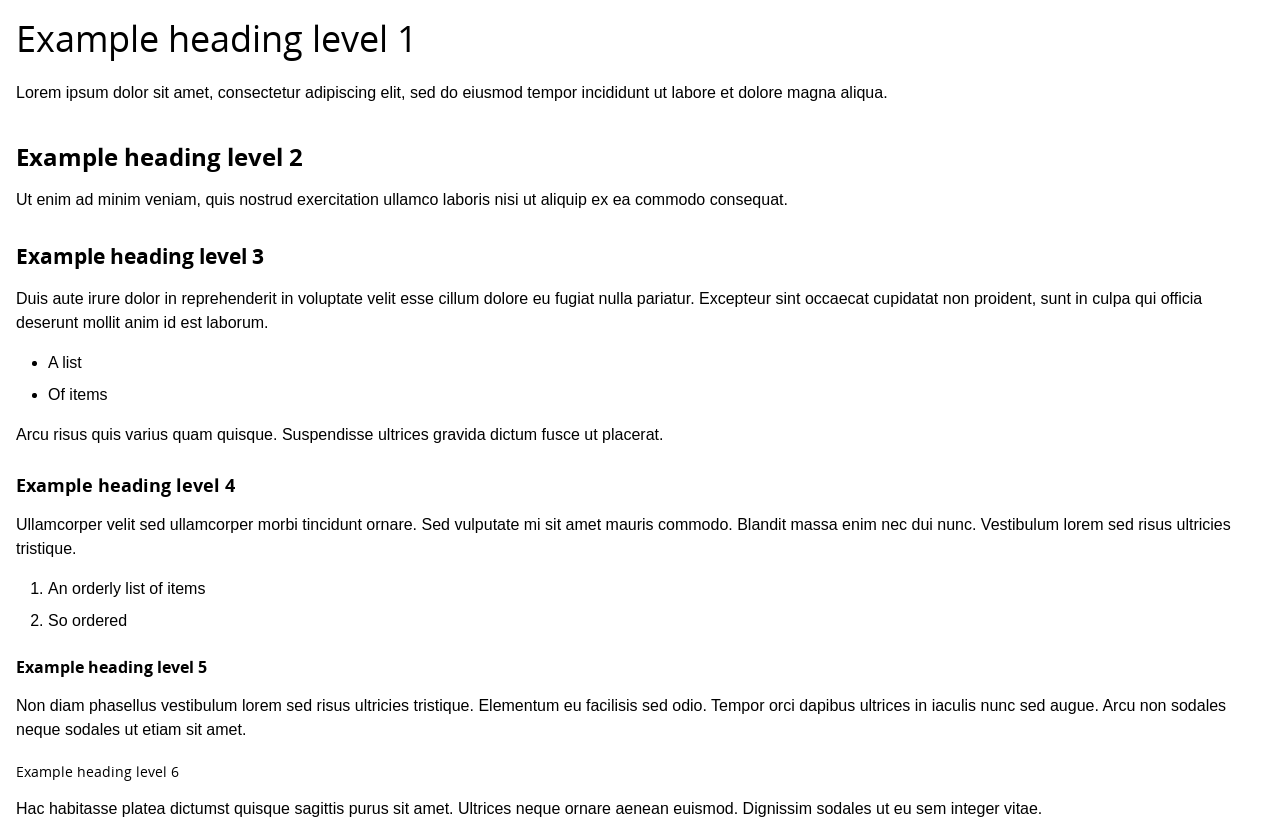 Example heading level 1
Lorem ipsum dolor sit amet, consectetur adipiscing elit, sed do eiusmod tempor incididunt ut labore et dolore magna aliqua.
Example heading level 2
Ut enim ad minim veniam, quis nostrud exercitation ullamco laboris nisi ut aliquip ex ea commodo consequat.
Example heading level 3
Duis aute irure dolor in reprehenderit in voluptate velit esse cillum dolore eu fugiat nulla pariatur. Excepteur sint occaecat cupidatat non proident, sunt in culpa qui officia
deserunt mollit anim id est laborum.
• A list
• Of items
Arcu risus quis varius quam quisque. Suspendisse ultrices gravida dictum fusce ut placerat.
Example heading level 4
Ullamcorper velit sed ullamcorper morbi tincidunt ornare. Sed vulputate mi sit amet mauris commodo. Blandit massa enim nec dui nunc. Vestibulum lorem sed risus ultricies
tristique.
1. An orderly list of items
2. So ordered
Example heading level 5
Non diam phasellus vestibulum lorem sed risus ultricies tristique. Elementum eu facilisis sed odio. Tempor orci dapibus ultrices in iaculis nunc sed augue. Arcu non sodales
neque sodales ut etiam sit amet.
Example heading level 6
Hac habitasse platea dictumst quisque sagittis purus sit amet. Ultrices neque ornare aenean euismod. Dignissim sodales ut eu sem integer vitae.